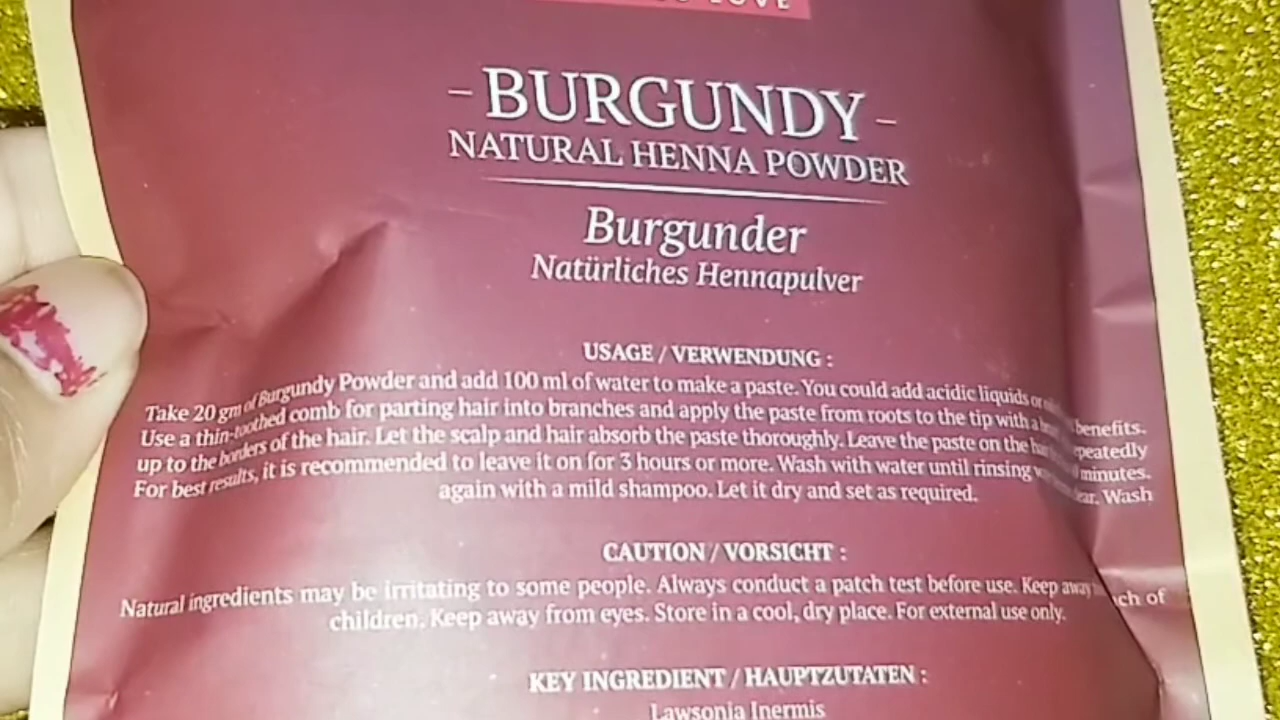 LOVE
- BURGUNDY -
NATURAL HENNA POWDER
Burgunder
Natürliches Hennapulver
USAGE / VERWENDUNG :
Take 20 gm of Burgundy Powder and add 100 ml of water to make a paste. You could add acidic liquids or benefits.
Use a thin-toothed comb for parting hair into branches and apply the paste from roots to the tip with a
up to the borders of the hair. Let the scalp and hair absorb the paste thoroughly. Leave the paste on the minutes.
For best results, it is recommended to leave it on for 3 hours or more. Wash with water until rinsing Wash
again with a mild shampoo. Let it dry and set as required.
CAUTION / VORSICHT :
Natural ingredients may be irritating to some people. Always conduct a patch test before use. Keep away of
children. Keep away from eyes. Store in a cool, dry place. For external use only.
KEY INGREDIENT / HAUPTZUTATEN :
Lawsonia Inermis